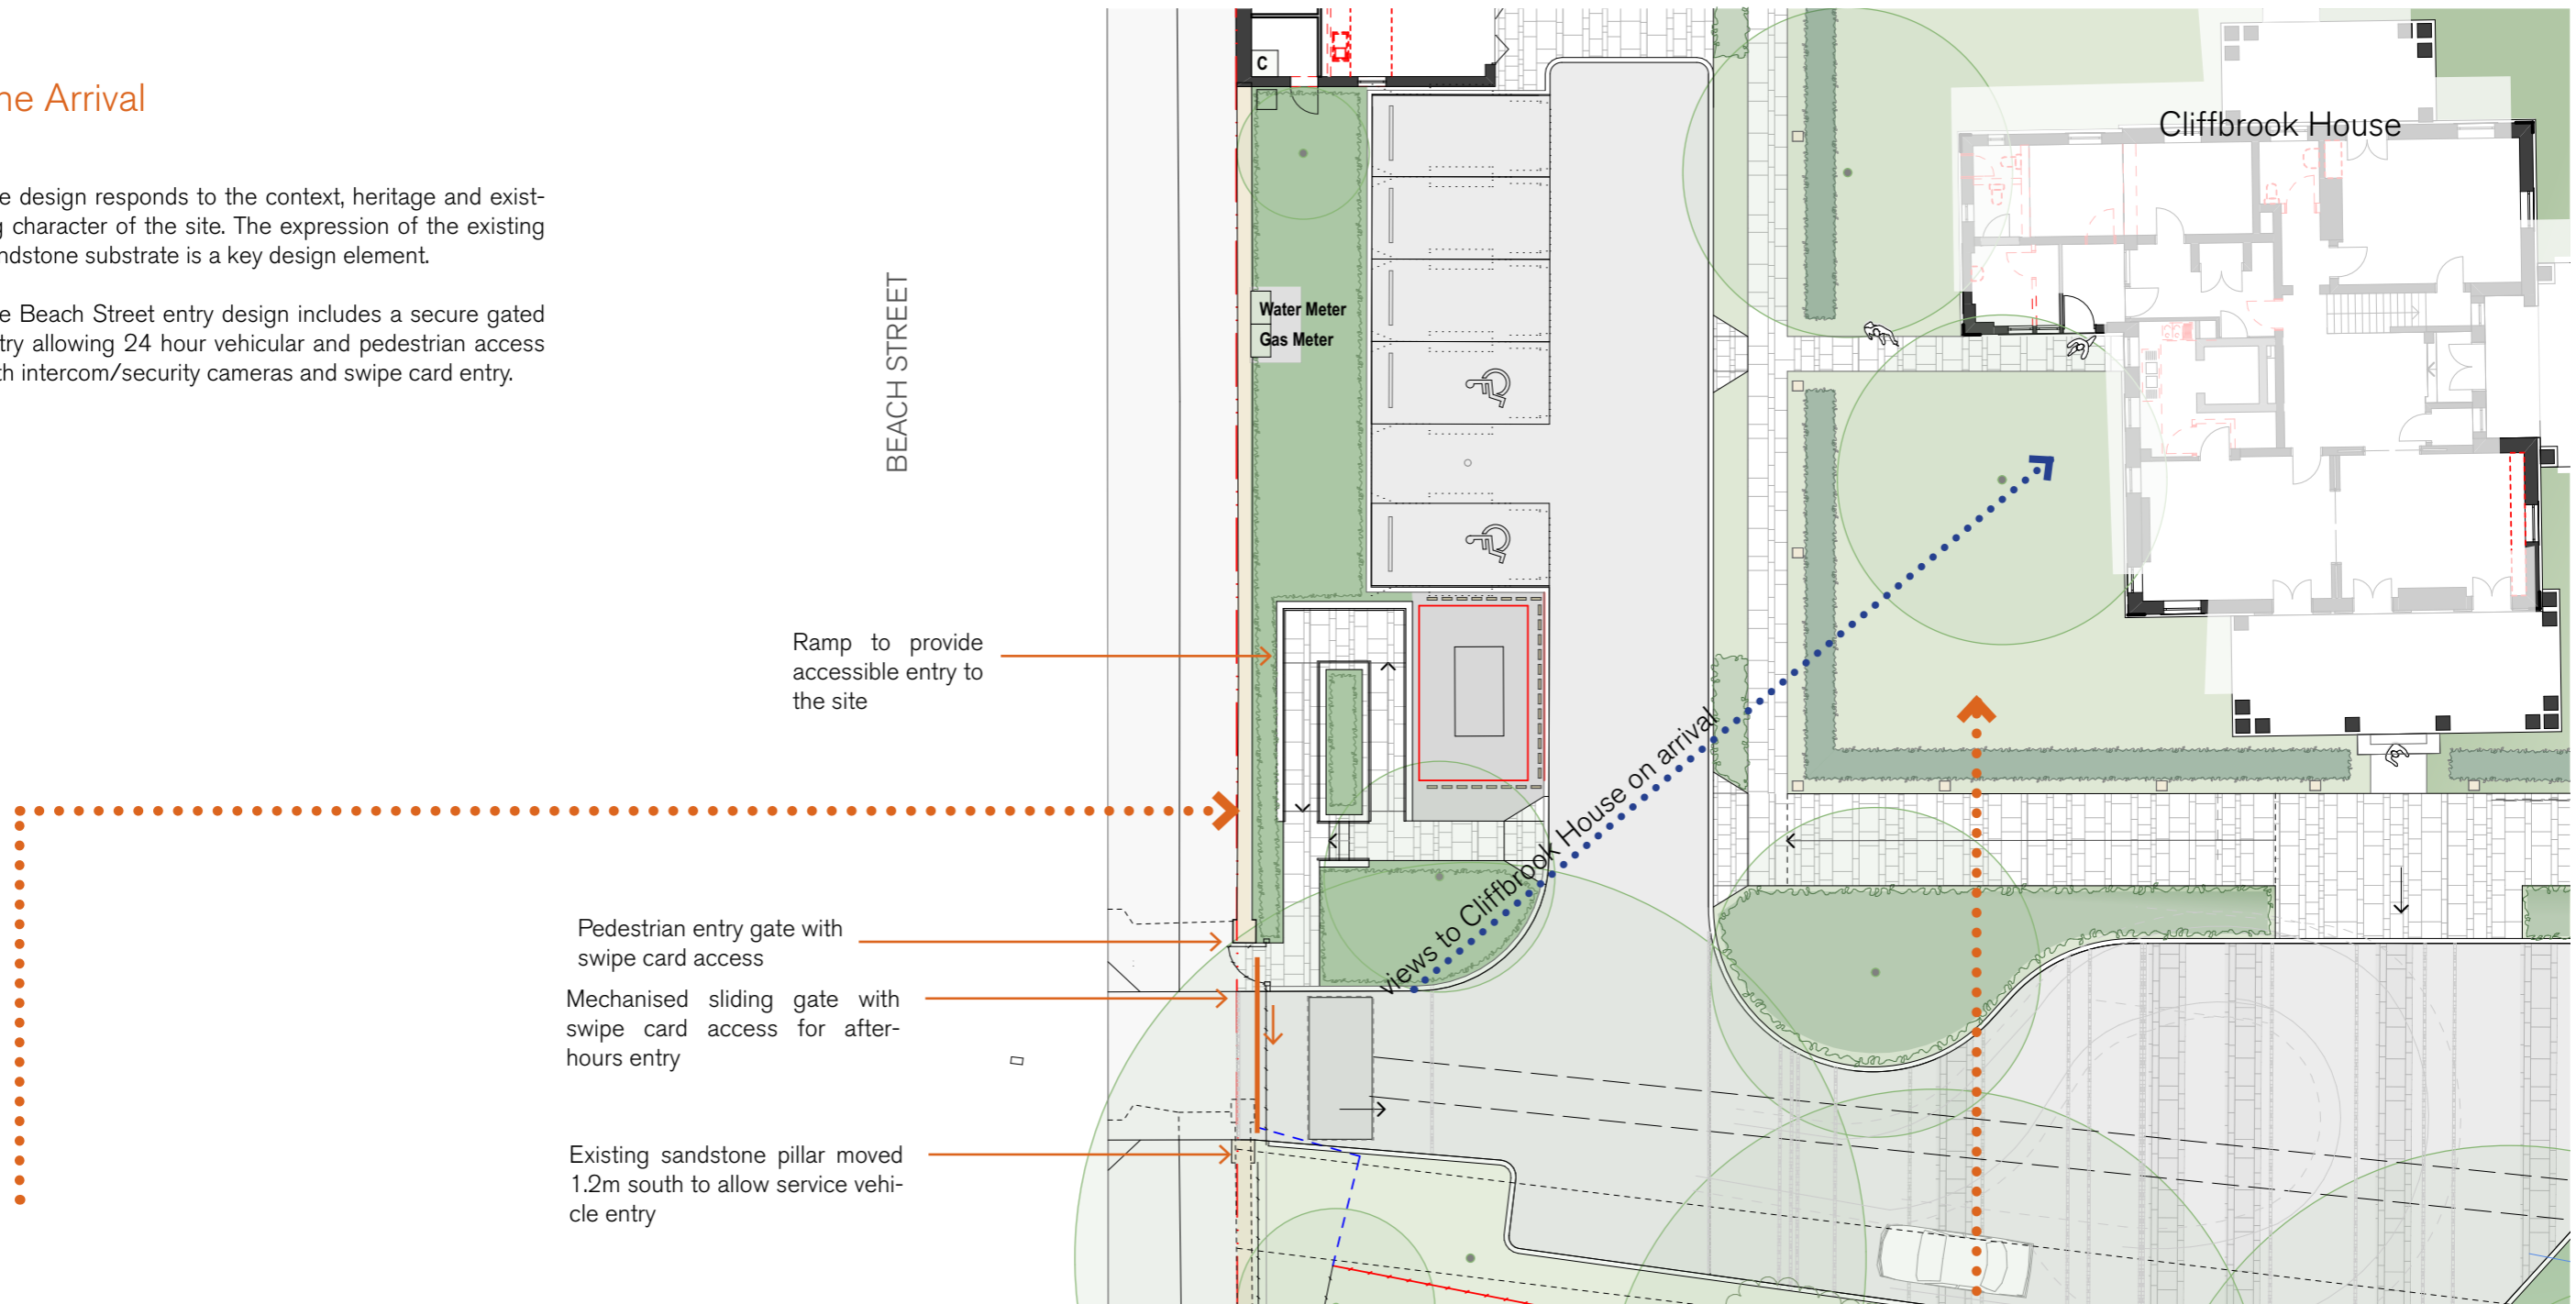 ne Arrival
e design responds to the context, heritage and exist-
g character of the site. The expression of the existing
ndstone substrate is a key design element.
e Beach Street entry design includes a secure gated
try allowing 24 hour vehicular and pedestrian access
th intercom/security cameras and swipe card entry.
BEACH STREET
C
Water Meter
Gas Meter
Cliffbrook House
Ramp to provide
accessible entry to
the site
views to Cliffbrook House on arrival
Pedestrian entry gate with
swipe card access
Mechanised sliding gate with
swipe card access for after-
hours entry
Existing sandstone pillar moved
1.2m south to allow service vehi-
cle entry